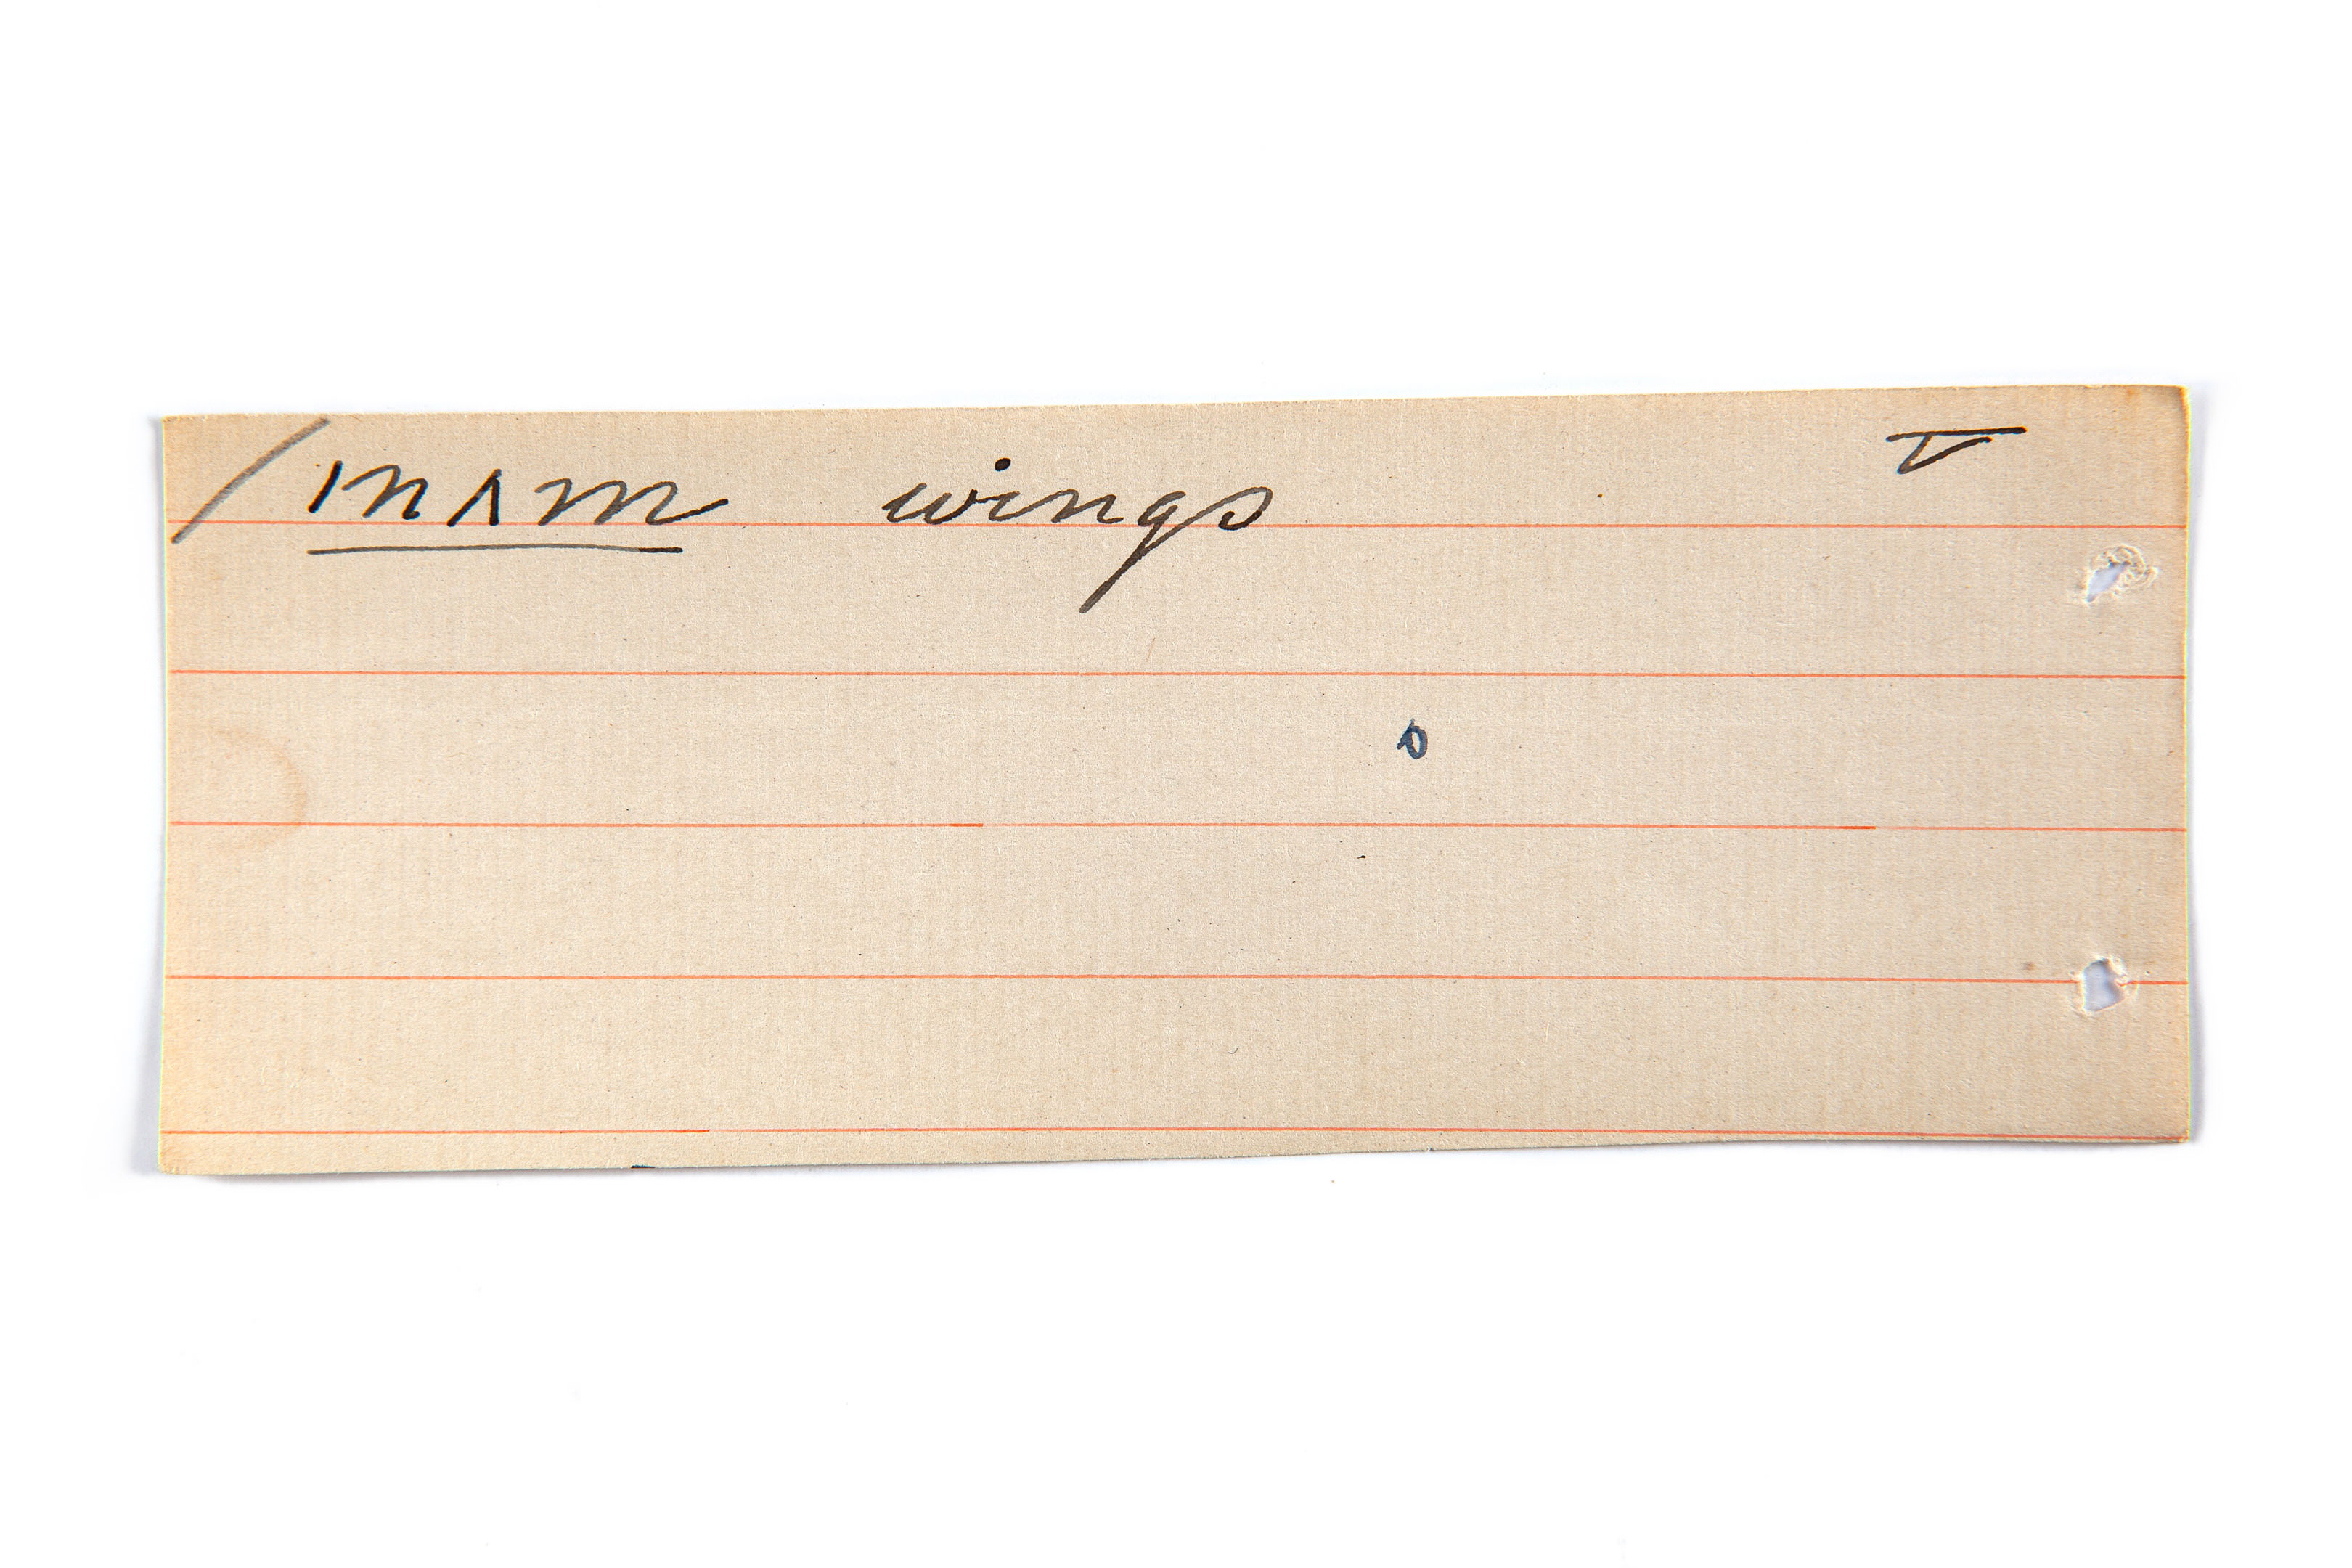 / ınʌm wings V
o